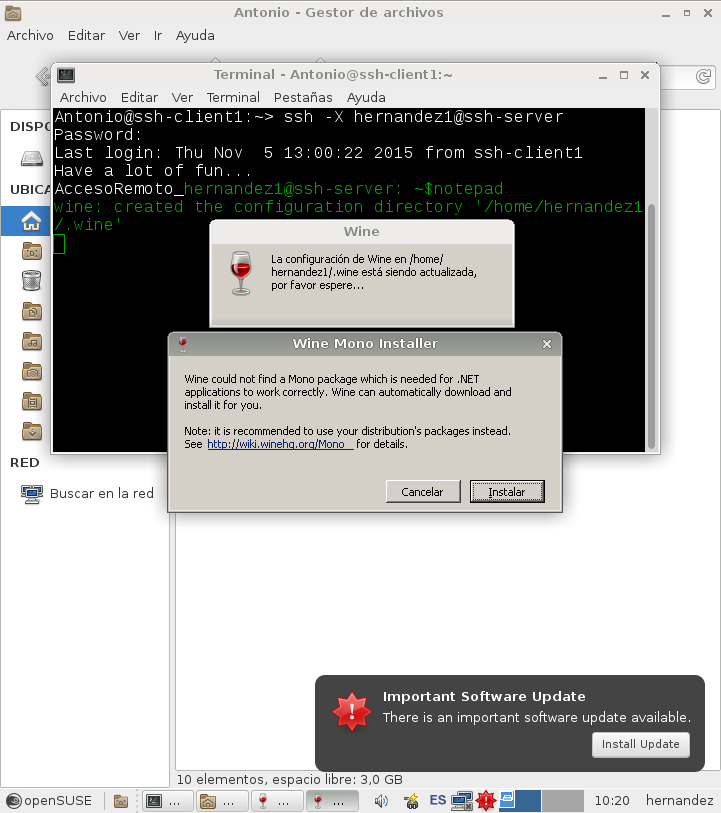 Antonio - Gestor de archivos
Archivo Editar Ver Ir Ayuda
Terminal - Antonio@ssh-client1:~
Archivo Editar Ver Terminal Pestañas Ayuda
Antonio@ssh-client1:~> ssh -X hernandez1@ssh-server
Password:
Last login: Thu Nov  5 13:00:22 2015 from ssh-client1
Have a lot of fun...
AccesoRemoto_hernandez1@ssh-server: ~$notepad
wine: created the configuration directory '/home/hernandez1
/.wine'
DISPO
UBICA
Wine
La configuración de Wine en /home/
hernandez1/.wine está siendo actualizada,
por favor espere...
Wine Mono Installer
Wine could not find a Mono package which is needed for .NET
applications to work correctly. Wine can automatically download and
install it for you.
Note: it is recommended to use your distribution's packages instead.
See http://wiki.winehq.org/Mono for details.
Cancelar Instalar
RED
Buscar en la red
Important Software Update
There is an important software update available.
Install Update
10 elementos, espacio libre: 3,0 GB
openSUSE ... ... ... ... ES 10:20 hernandez